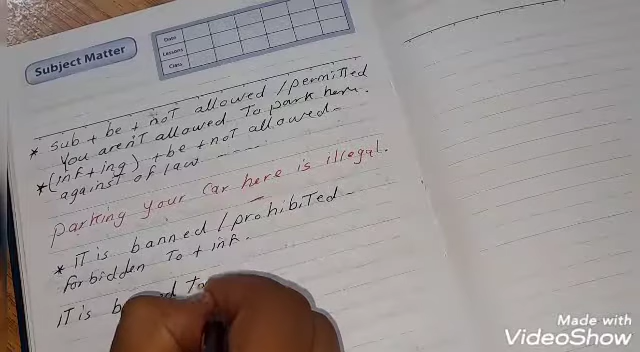 Subject Matter
Date
Lessons
Class
* sub + be + not allowed / permitted
You aren't allowed To park here.
* (inf + ing) + be + not allowed -
against of law ----
parking your car here is illegal.
* IT is banned / prohibited -
forbidden To + inf.
IT is to
Made with
VideoShow